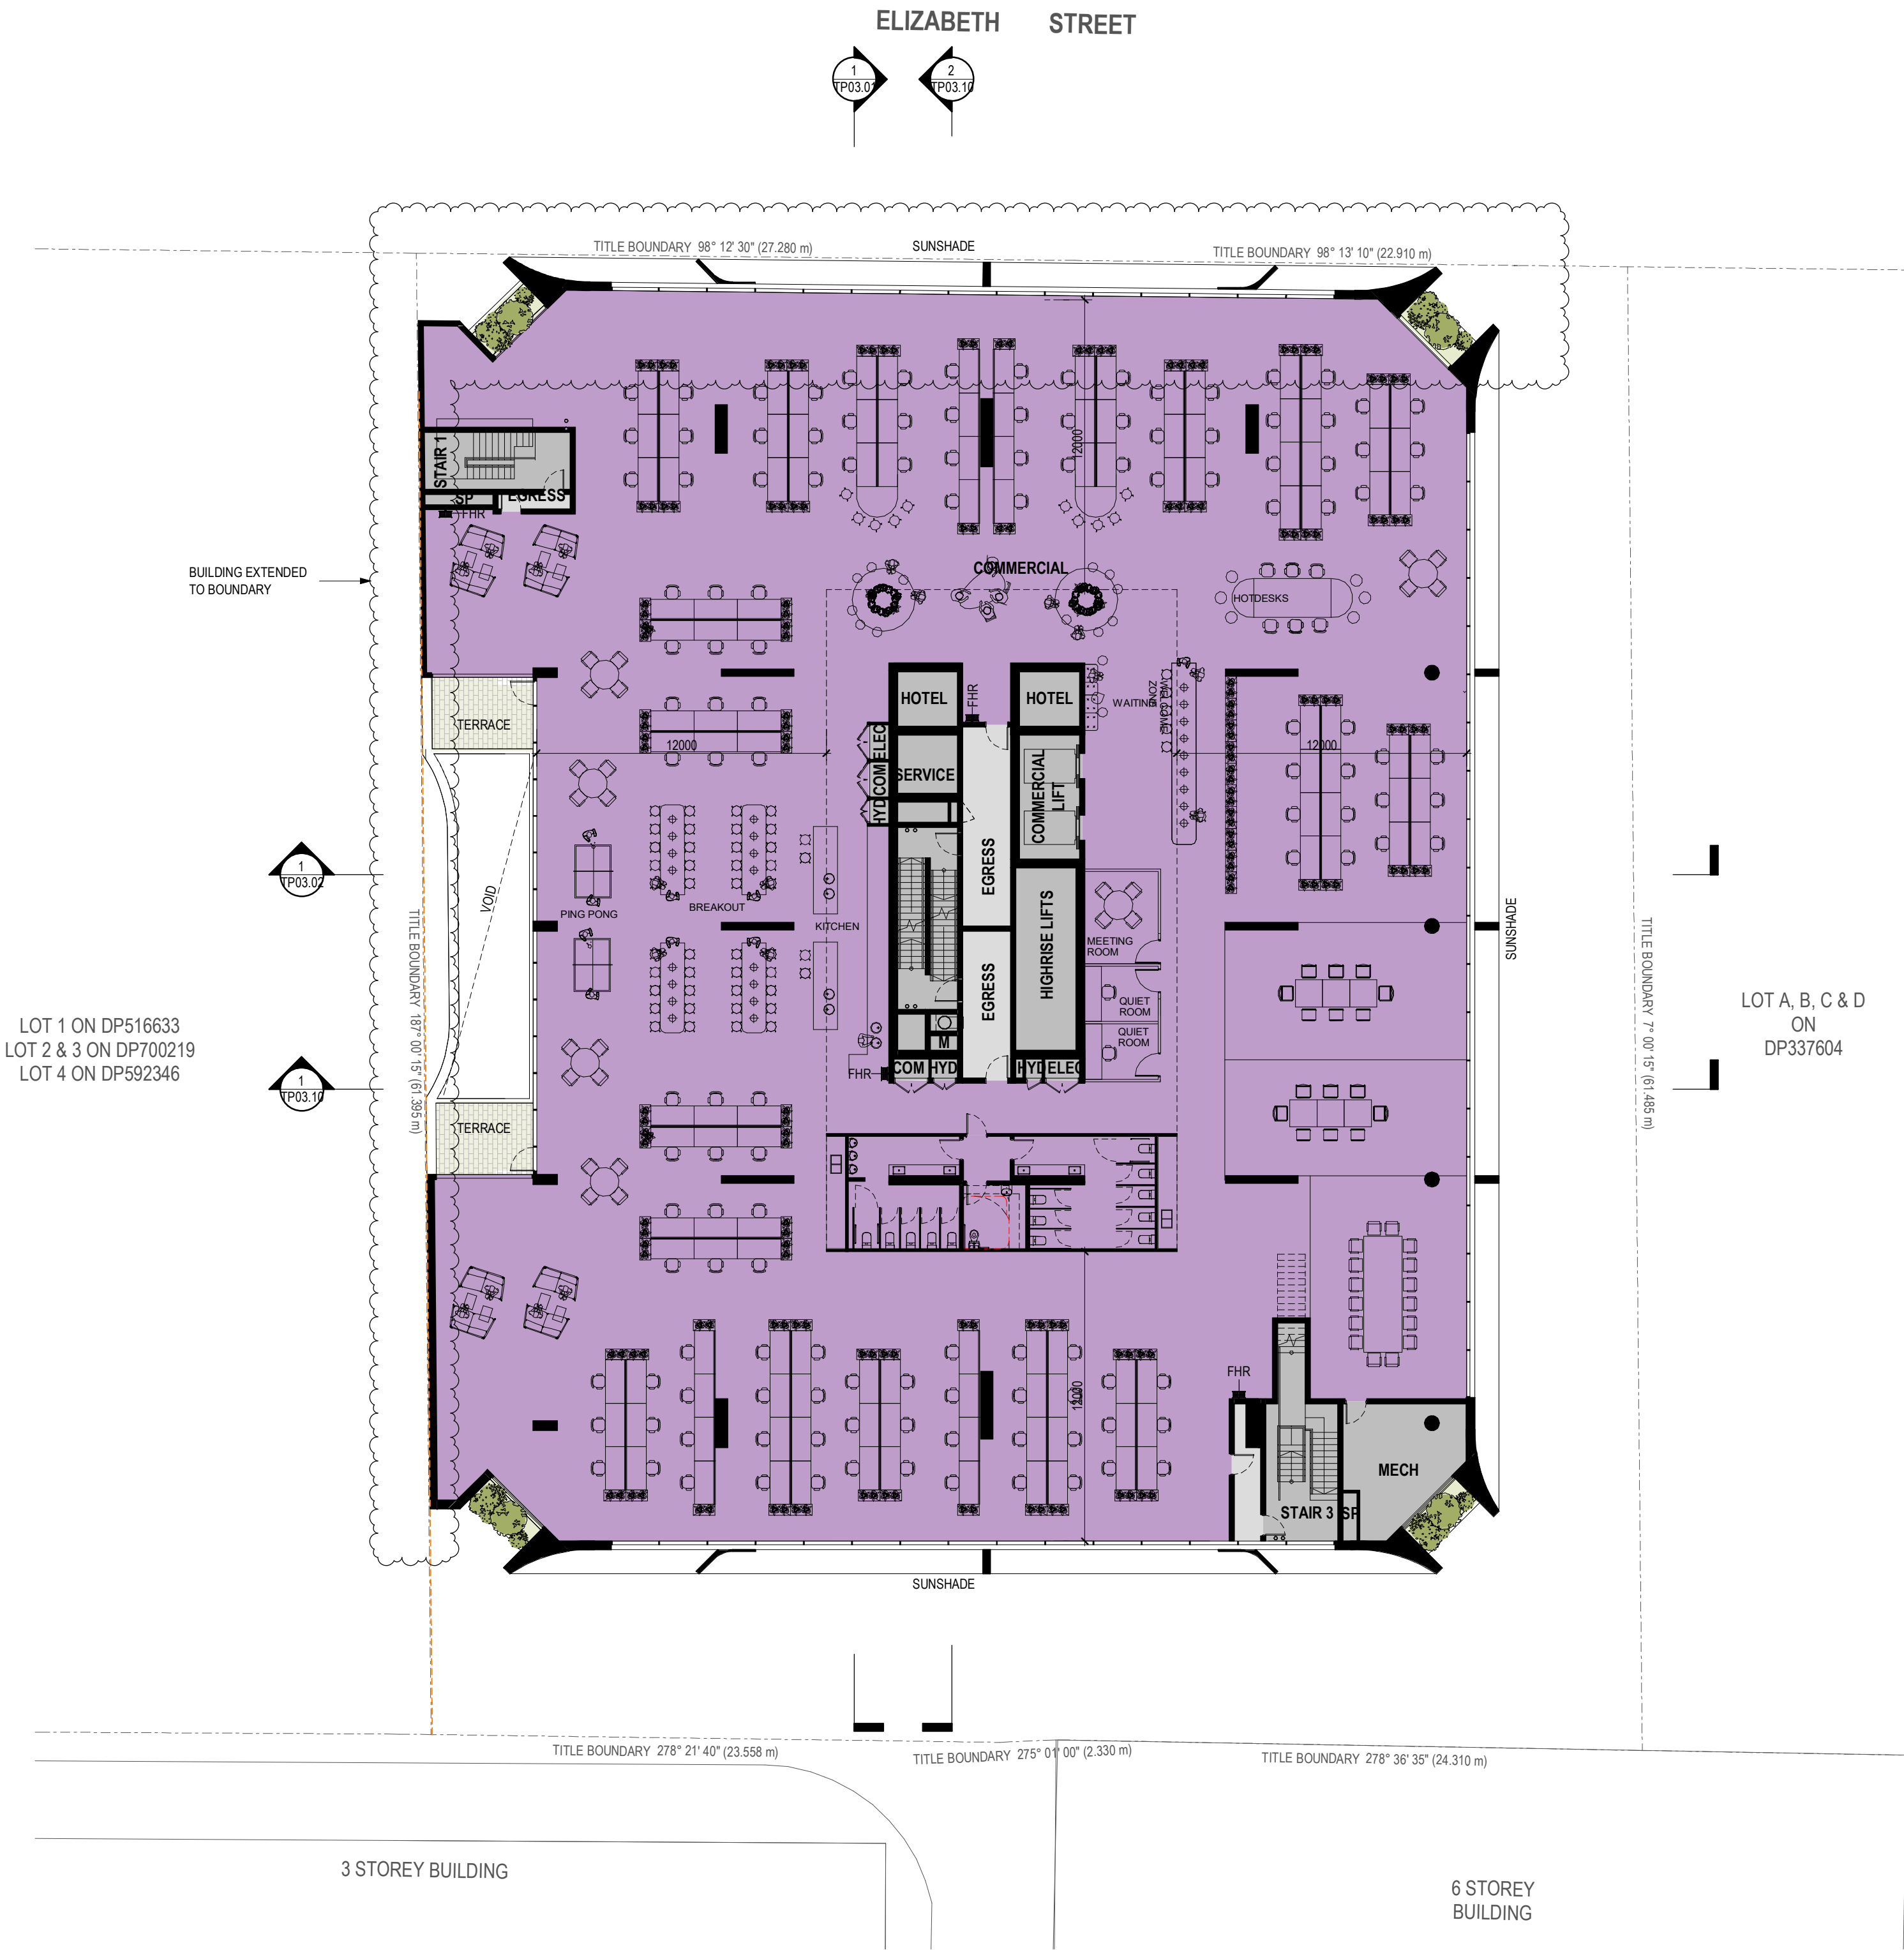 ELIZABETH STREET
1
TP03.01
2
TP03.10
TITLE BOUNDARY 98° 12' 30" (27.280 m)
SUNSHADE
TITLE BOUNDARY 98° 13' 10" (22.910 m)
12000
STAIR 1
SP
EGRESS
FHR
BUILDING EXTENDED
TO BOUNDARY
COMMERCIAL
HOTDESKS
TERRACE
HOTEL
FHR
HOTEL
WAITING
WELCOME
ZONE
12000
ELEC
COM
HYD
SERVICE
COMMERCIAL
LIFT
12000
1
TP03.02
VOID
PING PONG
BREAKOUT
KITCHEN
EGRESS
HIGHRISE LIFTS
MEETING
ROOM
SUNSHADE
TITLE BOUNDARY 187° 00' 15" (61.395 m)
TITLE BOUNDARY 7° 00' 15" (61.485 m)
EGRESS
QUIET
ROOM
QUIET
ROOM
LOT 1 ON DP516633
LOT 2 & 3 ON DP700219
LOT 4 ON DP592346
LOT A, B, C & D
ON
DP337604
M
FHR
COM
HYD
HYD
ELEC
1
TP03.10
TERRACE
FHR
12000
MECH
STAIR 3
SP
SUNSHADE
TITLE BOUNDARY 278° 21' 40" (23.558 m)
TITLE BOUNDARY 275° 01' 00" (2.330 m)
TITLE BOUNDARY 278° 36' 35" (24.310 m)
3 STOREY BUILDING
6 STOREY
BUILDING